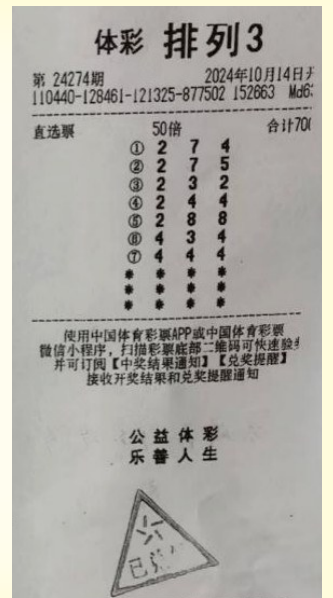 体彩 排列3
第 24274期 2024年10月14日开
110440-128461-121325-877502 152663 Md6
直选票 50倍 合计700
① 2 7 4
② 2 7 5
③ 2 3 2
④ 2 4 4
⑤ 2 8 8
⑥ 4 3 4
⑦ 4 4 4
* * *
* * *
* * *
使用中国体育彩票APP或中国体育彩票
微信小程序，扫描彩票底部二维码可快速验
并可订阅【中奖结果通知】【兑奖提醒】
接收开奖结果和兑奖提醒通知
公益体彩
乐善人生
已